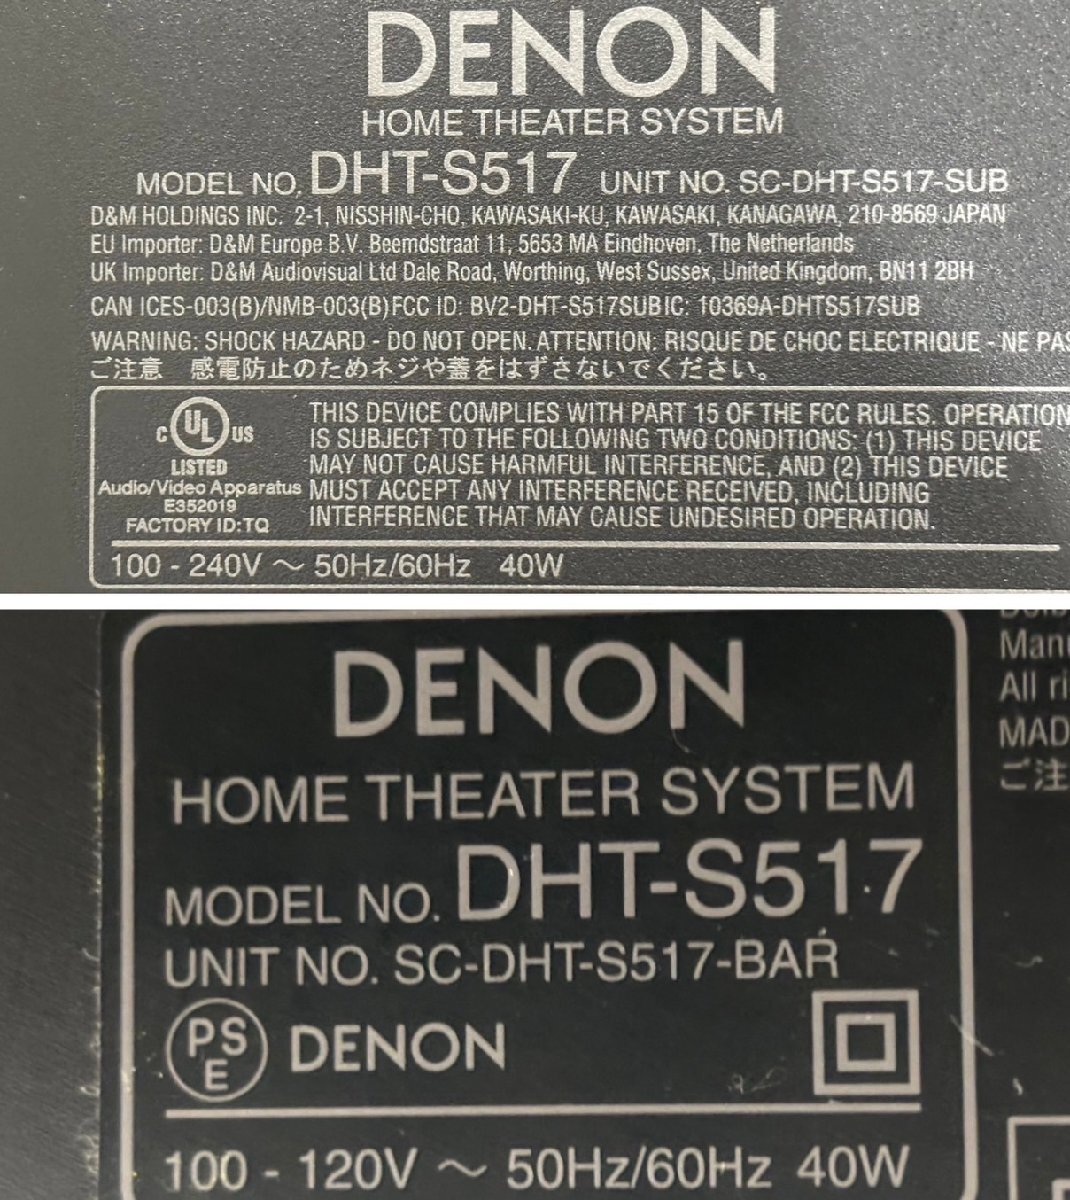 DENON
HOME THEATER SYSTEM
MODEL NO. DHT-S517 UNIT NO. SC-DHT-S517-SUB
D&M HOLDINGS INC. 2-1, NISSHIN-CHO, KAWASAKI-KU, KAWASAKI, KANAGAWA, 210-8569 JAPAN
EU Importer: D&M Europe B.V. Beemdstraat 11, 5653 MA Eindhoven, The Netherlands
UK Importer: D&M Audiovisual Ltd Dale Road, Worthing, West Sussex, United Kingdom, BN11 2BH
CAN ICES-003(B)/NMB-003(B) FCC ID: BV2-DHT-S517SUB IC: 10369A-DHTS517SUB
WARNING: SHOCK HAZARD - DO NOT OPEN. ATTENTION: RISQUE DE CHOC ELECTRIQUE - NE PAS
ご注意 感電防止のためネジや蓋をはずさないでください。
C UL US
LISTED
Audio/Video Apparatus
E352019
FACTORY ID:TQ
THIS DEVICE COMPLIES WITH PART 15 OF THE FCC RULES. OPERATION
IS SUBJECT TO THE FOLLOWING TWO CONDITIONS: (1) THIS DEVICE
MAY NOT CAUSE HARMFUL INTERFERENCE, AND (2) THIS DEVICE
MUST ACCEPT ANY INTERFERENCE RECEIVED, INCLUDING
INTERFERENCE THAT MAY CAUSE UNDESIRED OPERATION.
100 - 240V ～ 50Hz/60Hz 40W
DENON
HOME THEATER SYSTEM
MODEL NO. DHT-S517
UNIT NO. SC-DHT-S517-BAR
PS
E
DENON
100 - 120V ～ 50Hz/60Hz 40W
Manu
All ri
MAD
ご注